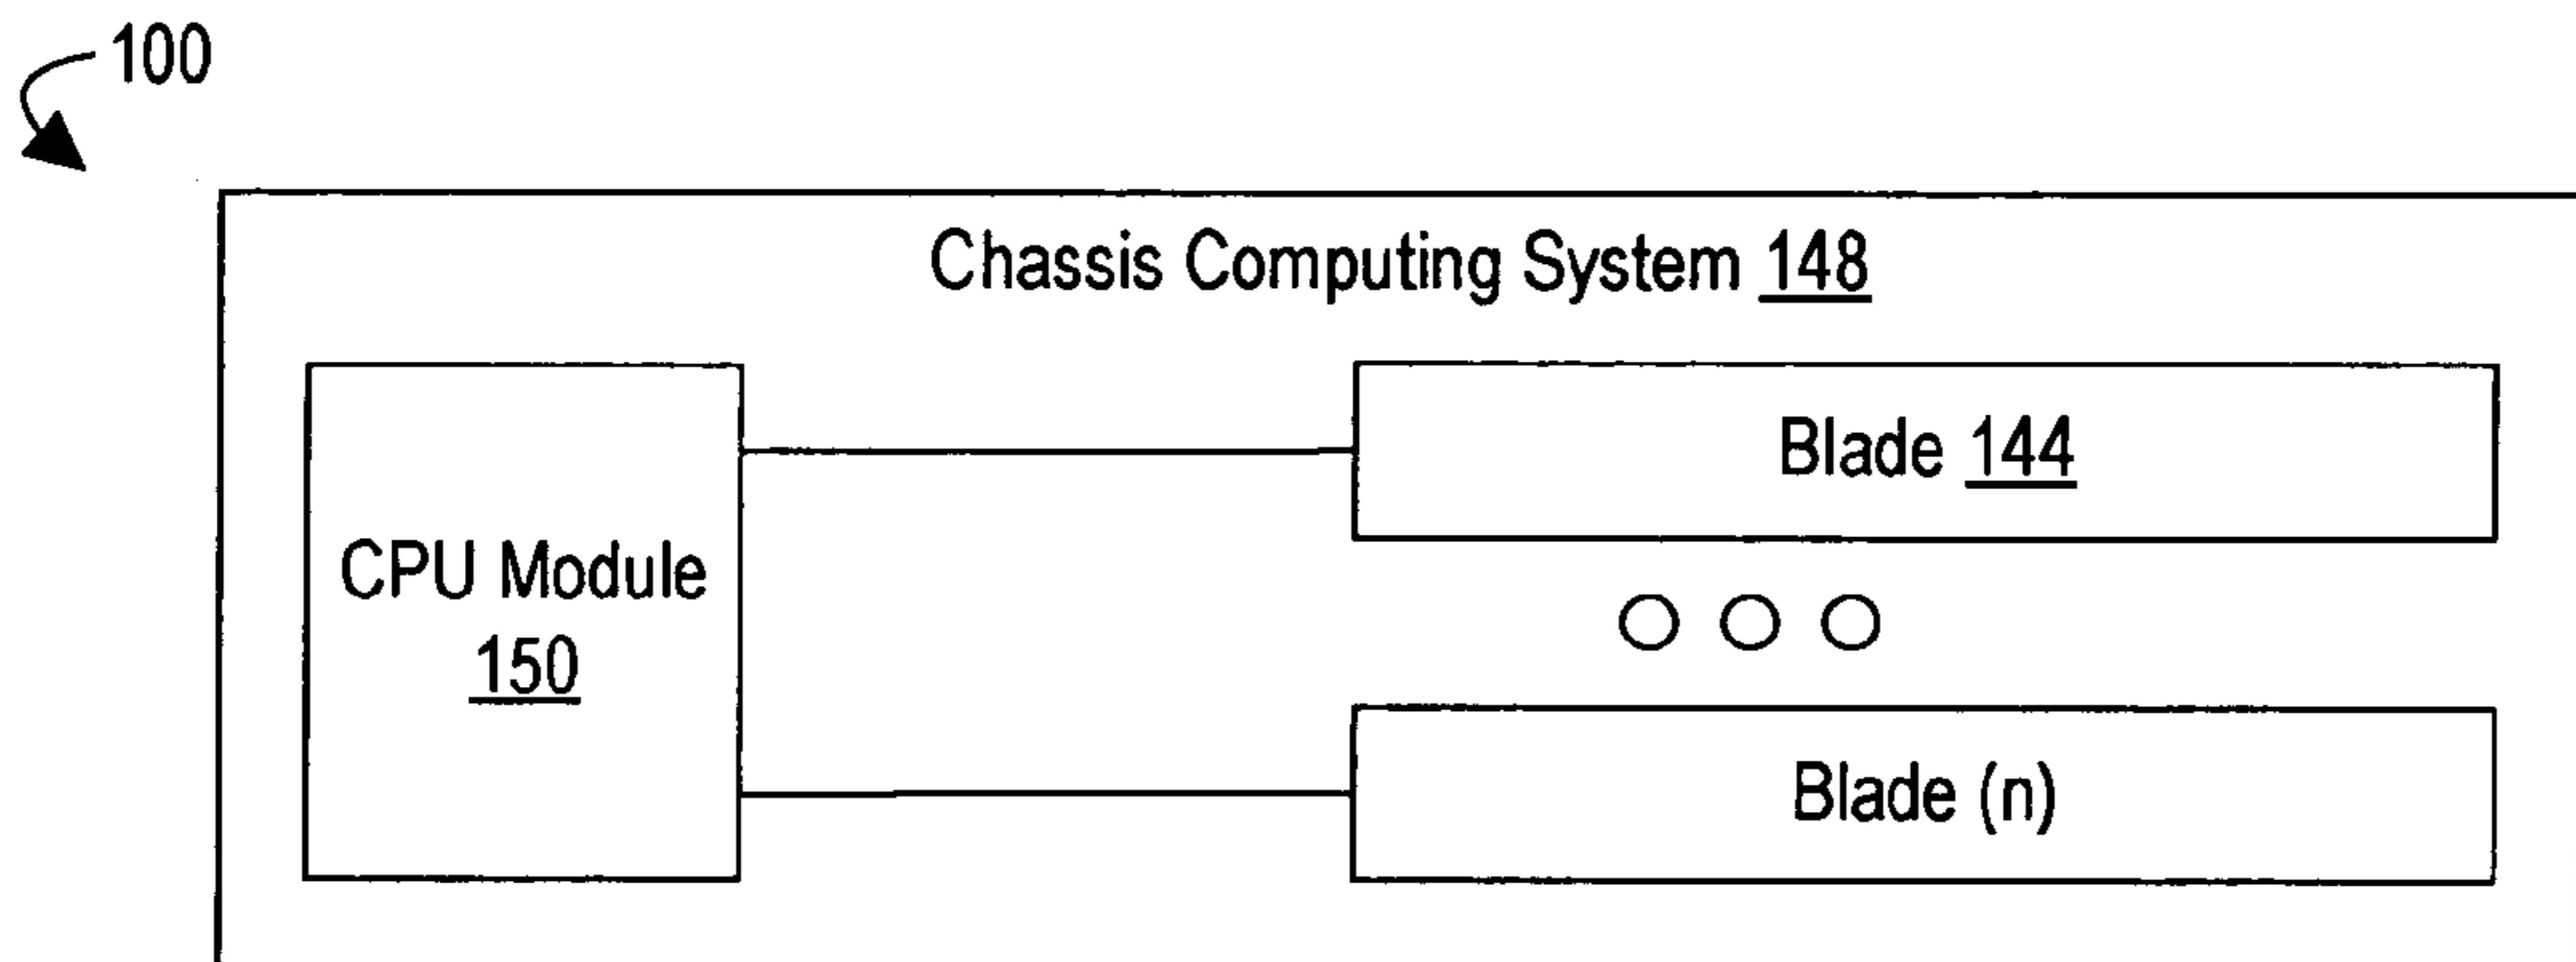 100
Chassis Computing System 148
Blade 144
CPU Module
150
Blade (n)